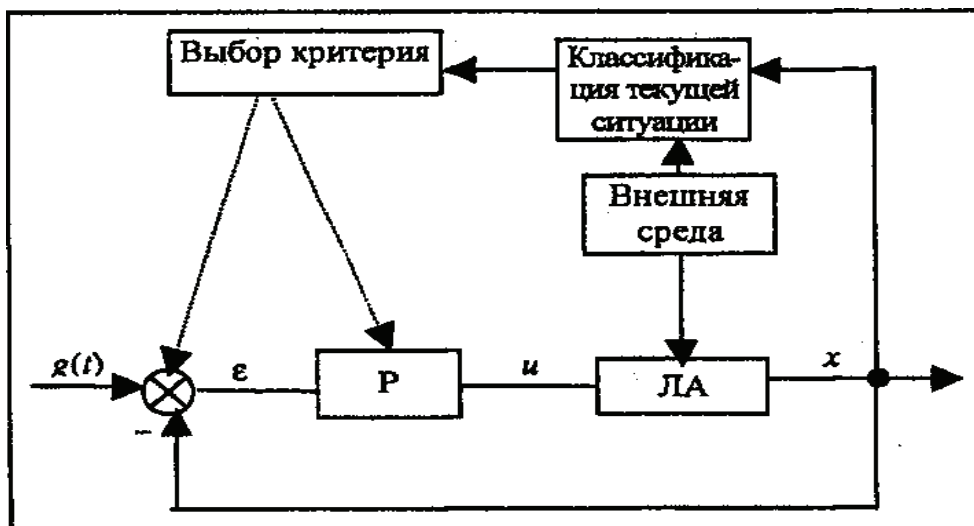 Выбор критерия
Классифика-
ция текущей
ситуации
Внешняя
среда
g(t)
ε
Р
u
ЛА
x
–